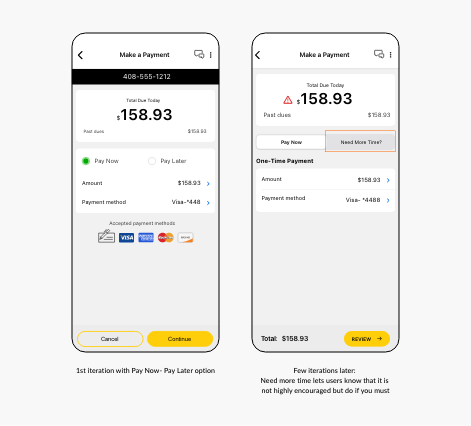 Make a Payment
408-555-1212
Total Due Today
$158.93
Past dues $158.93
Pay Now Pay Later
Amount $158.93
Payment method Visa-*448
Accepted payment methods
VISA
Cancel Continue
1st iteration with Pay Now- Pay Later option
Make a Payment
Total Due Today
$158.93
Past dues $158.93
Pay Now Need More Time?
One-Time Payment
Amount $158.93
Payment method Visa- *4488
Total: $158.93 REVIEW
Few iterations later:
Need more time lets users know that it is
not highly encouraged but do if you must